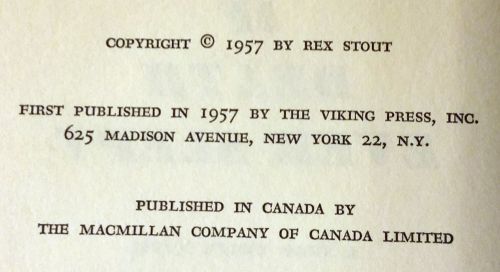 COPYRIGHT © 1957 BY REX STOUT
FIRST PUBLISHED IN 1957 BY THE VIKING PRESS, INC.
625 MADISON AVENUE, NEW YORK 22, N.Y.
PUBLISHED IN CANADA BY
THE MACMILLAN COMPANY OF CANADA LIMITED